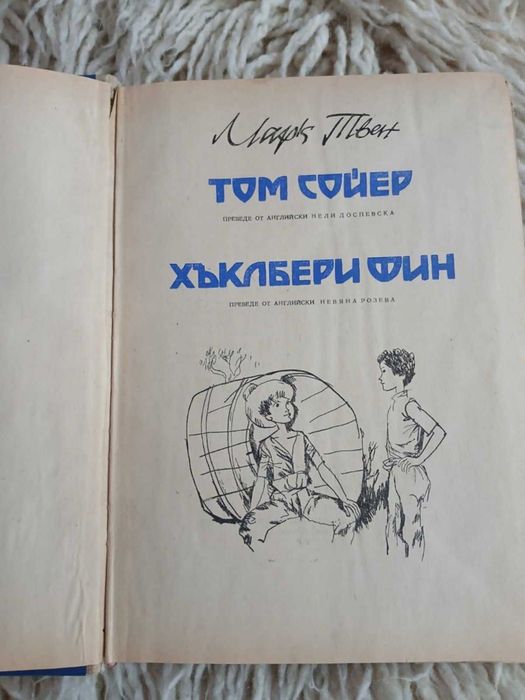 Марк Твен
ТОМ СОЙЕР
ПРЕВЕДЕ ОТ АНГЛИЙСКИ НЕЛИ ДОСПЕВСКА
ХЪКЛБЕРИ ФИН
ПРЕВЕДЕ ОТ АНГЛИЙСКИ НЕВЯНА РОЗЕВА